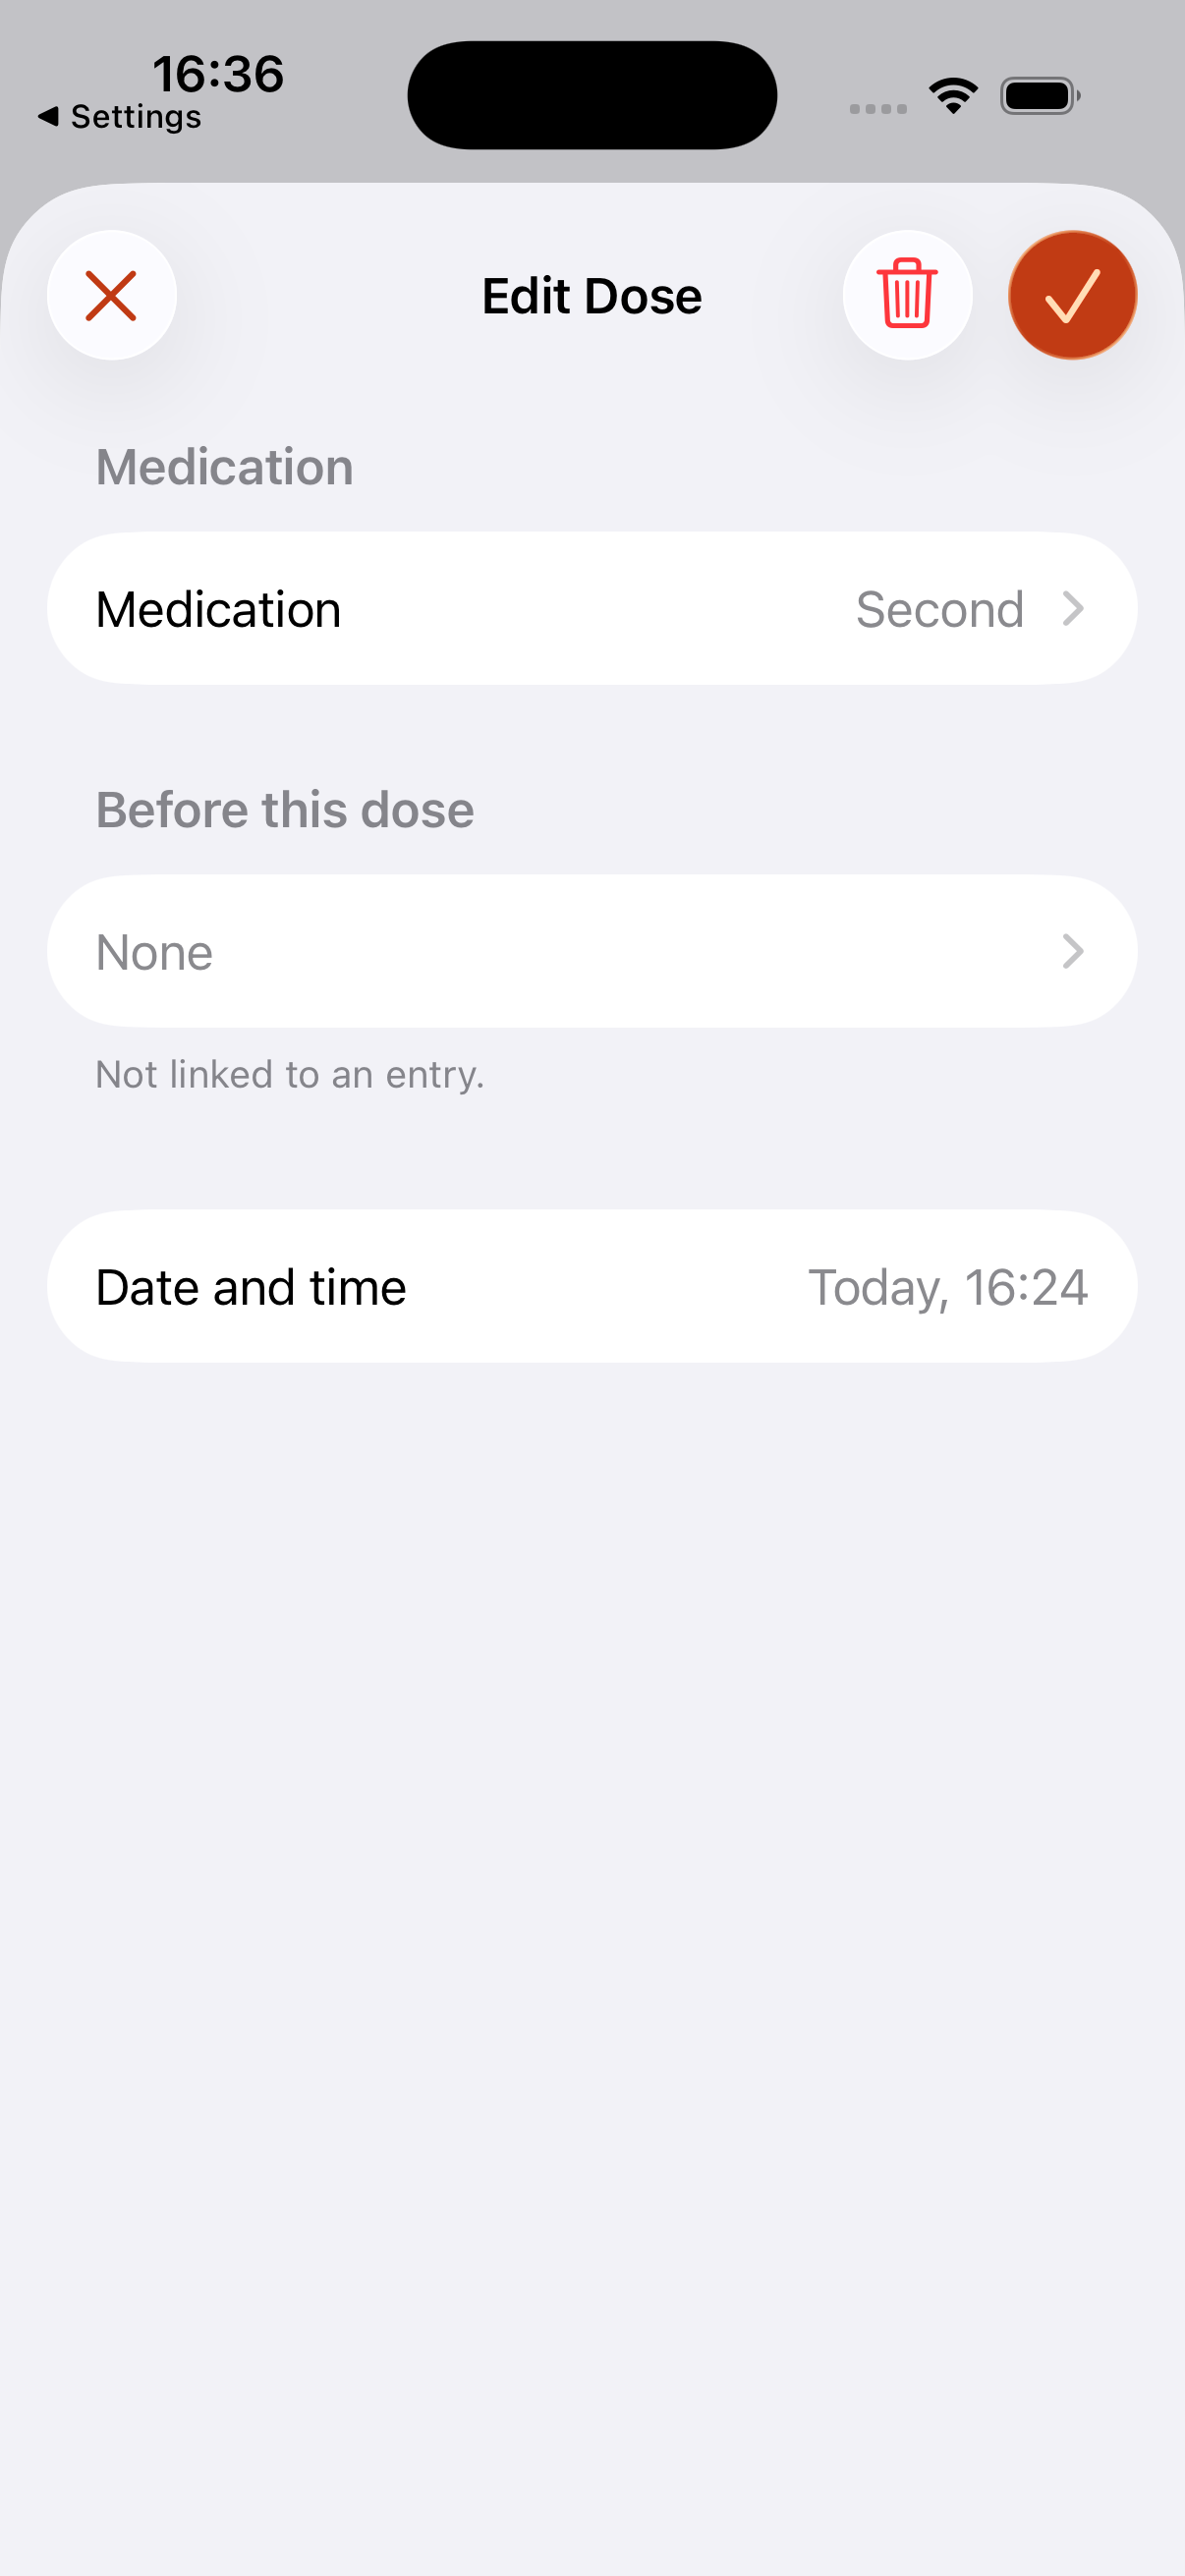 16:36
Settings
Edit Dose
Medication
Medication Second
Before this dose
None
Not linked to an entry.
Date and time Today, 16:24